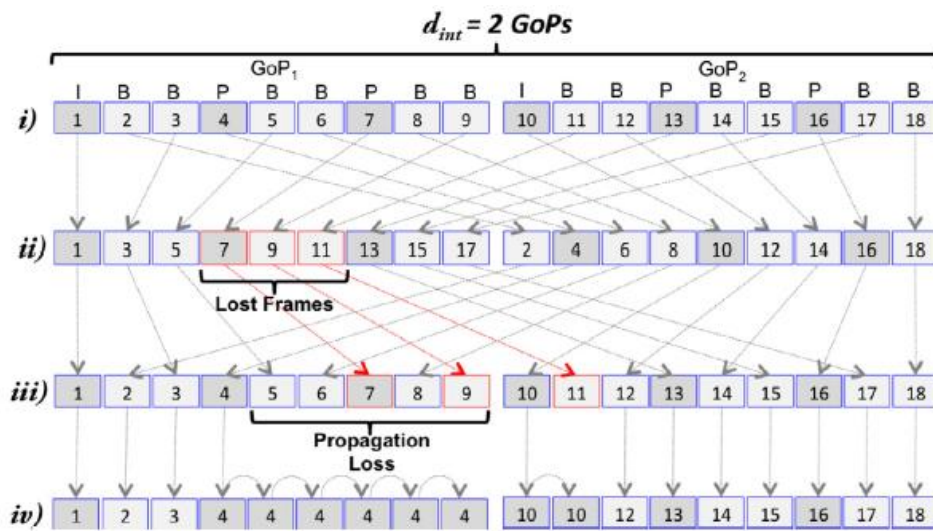 d_int = 2 GoPs
GoP₁ GoP₂
I B B P B B P B B I B B P B B P B B
i) 1 2 3 4 5 6 7 8 9 10 11 12 13 14 15 16 17 18
ii) 1 3 5 7 9 11 13 15 17 2 4 6 8 10 12 14 16 18
Lost Frames
iii) 1 2 3 4 5 6 7 8 9 10 11 12 13 14 15 16 17 18
Propagation
Loss
iv) 1 2 3 4 4 4 4 4 4 10 10 12 13 14 15 16 17 18